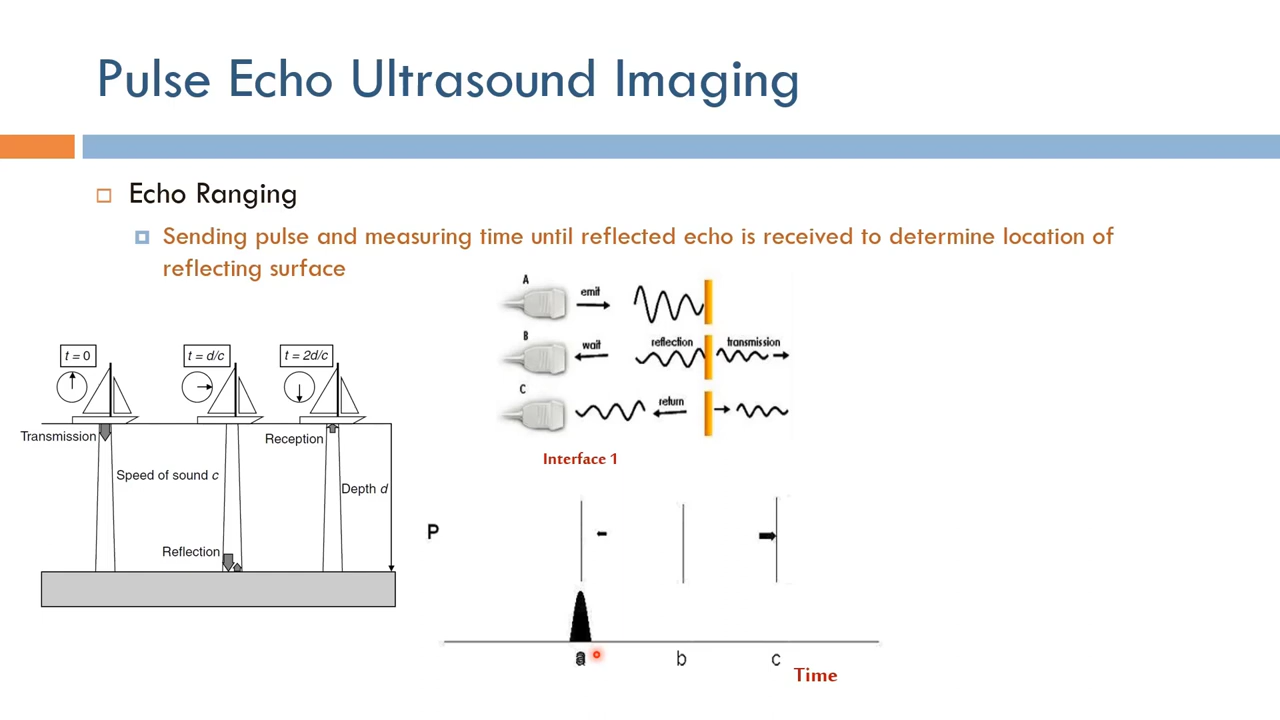 Pulse Echo Ultrasound Imaging
Echo Ranging
Sending pulse and measuring time until reflected echo is received to determine location of
reflecting surface
t = 0
t = d/c
t = 2d/c
Transmission
Reception
Speed of sound c
Depth d
Reflection
A
emit
B
wait
reflection
transmission
C
return
Interface 1
P
a
b
c
Time